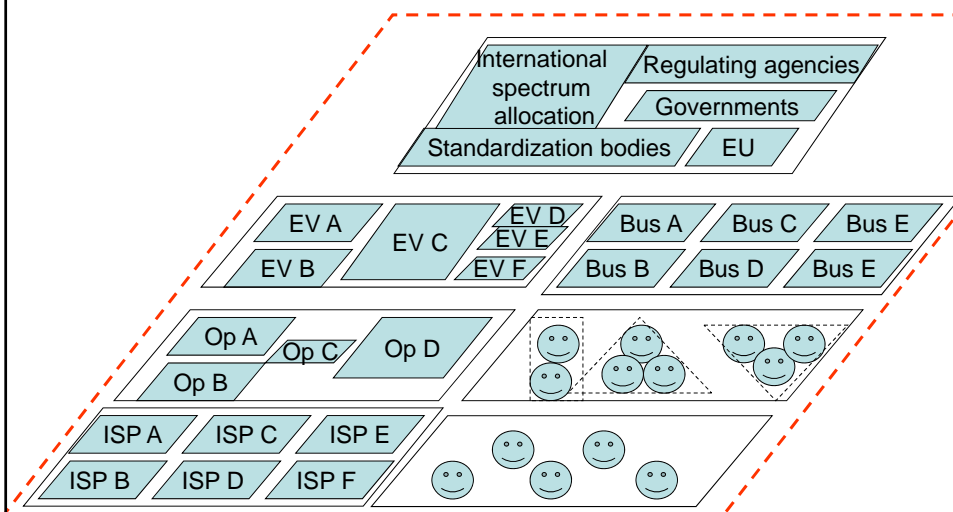 International
spectrum
allocation
Regulating agencies
Governments
Standardization bodies
EU
EV A
EV B
EV C
EV D
EV E
EV F
Bus A
Bus C
Bus E
Bus B
Bus D
Bus E
Op A
Op B
Op C
Op D
ISP A
ISP C
ISP E
ISP B
ISP D
ISP F